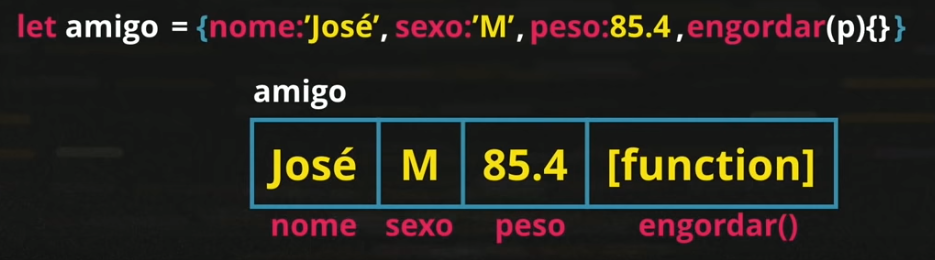 let amigo = {nome:’José’, sexo:’M’, peso:85.4 ,engordar(p){} }
amigo
José M 85.4 [function]
nome sexo peso engordar()